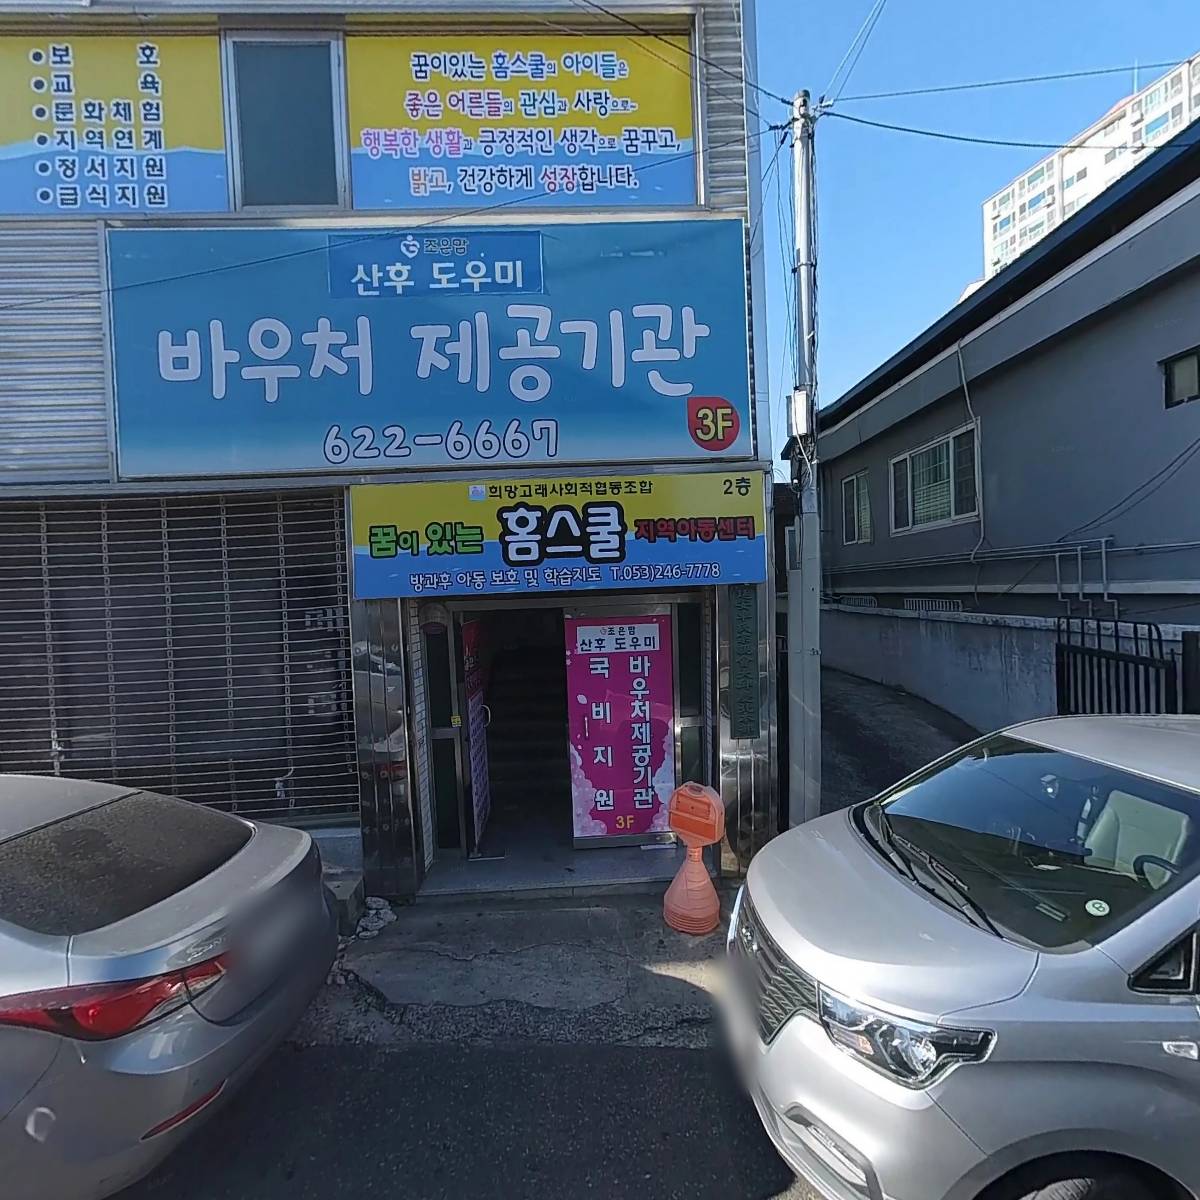 •보 호
•교 육
•문화체험
•지역연계
•정서지원
•급식지원
꿈이있는 홈스쿨의 아이들은
좋은 어른들의 관심과 사랑으로~
행복한 생활과 긍정적인 생각으로 꿈꾸고,
밝고, 건강하게 성장합니다.
조은맘
산후 도우미
바우처 제공기관
622-6667
3F
희망고래사회적협동조합 2층
꿈이 있는 홈스쿨 지역아동센터
방과후 아동 보호 및 학습지도 T.053)246-7778
조은맘
산후 도우미
바우처제공기관
국비지원
3F